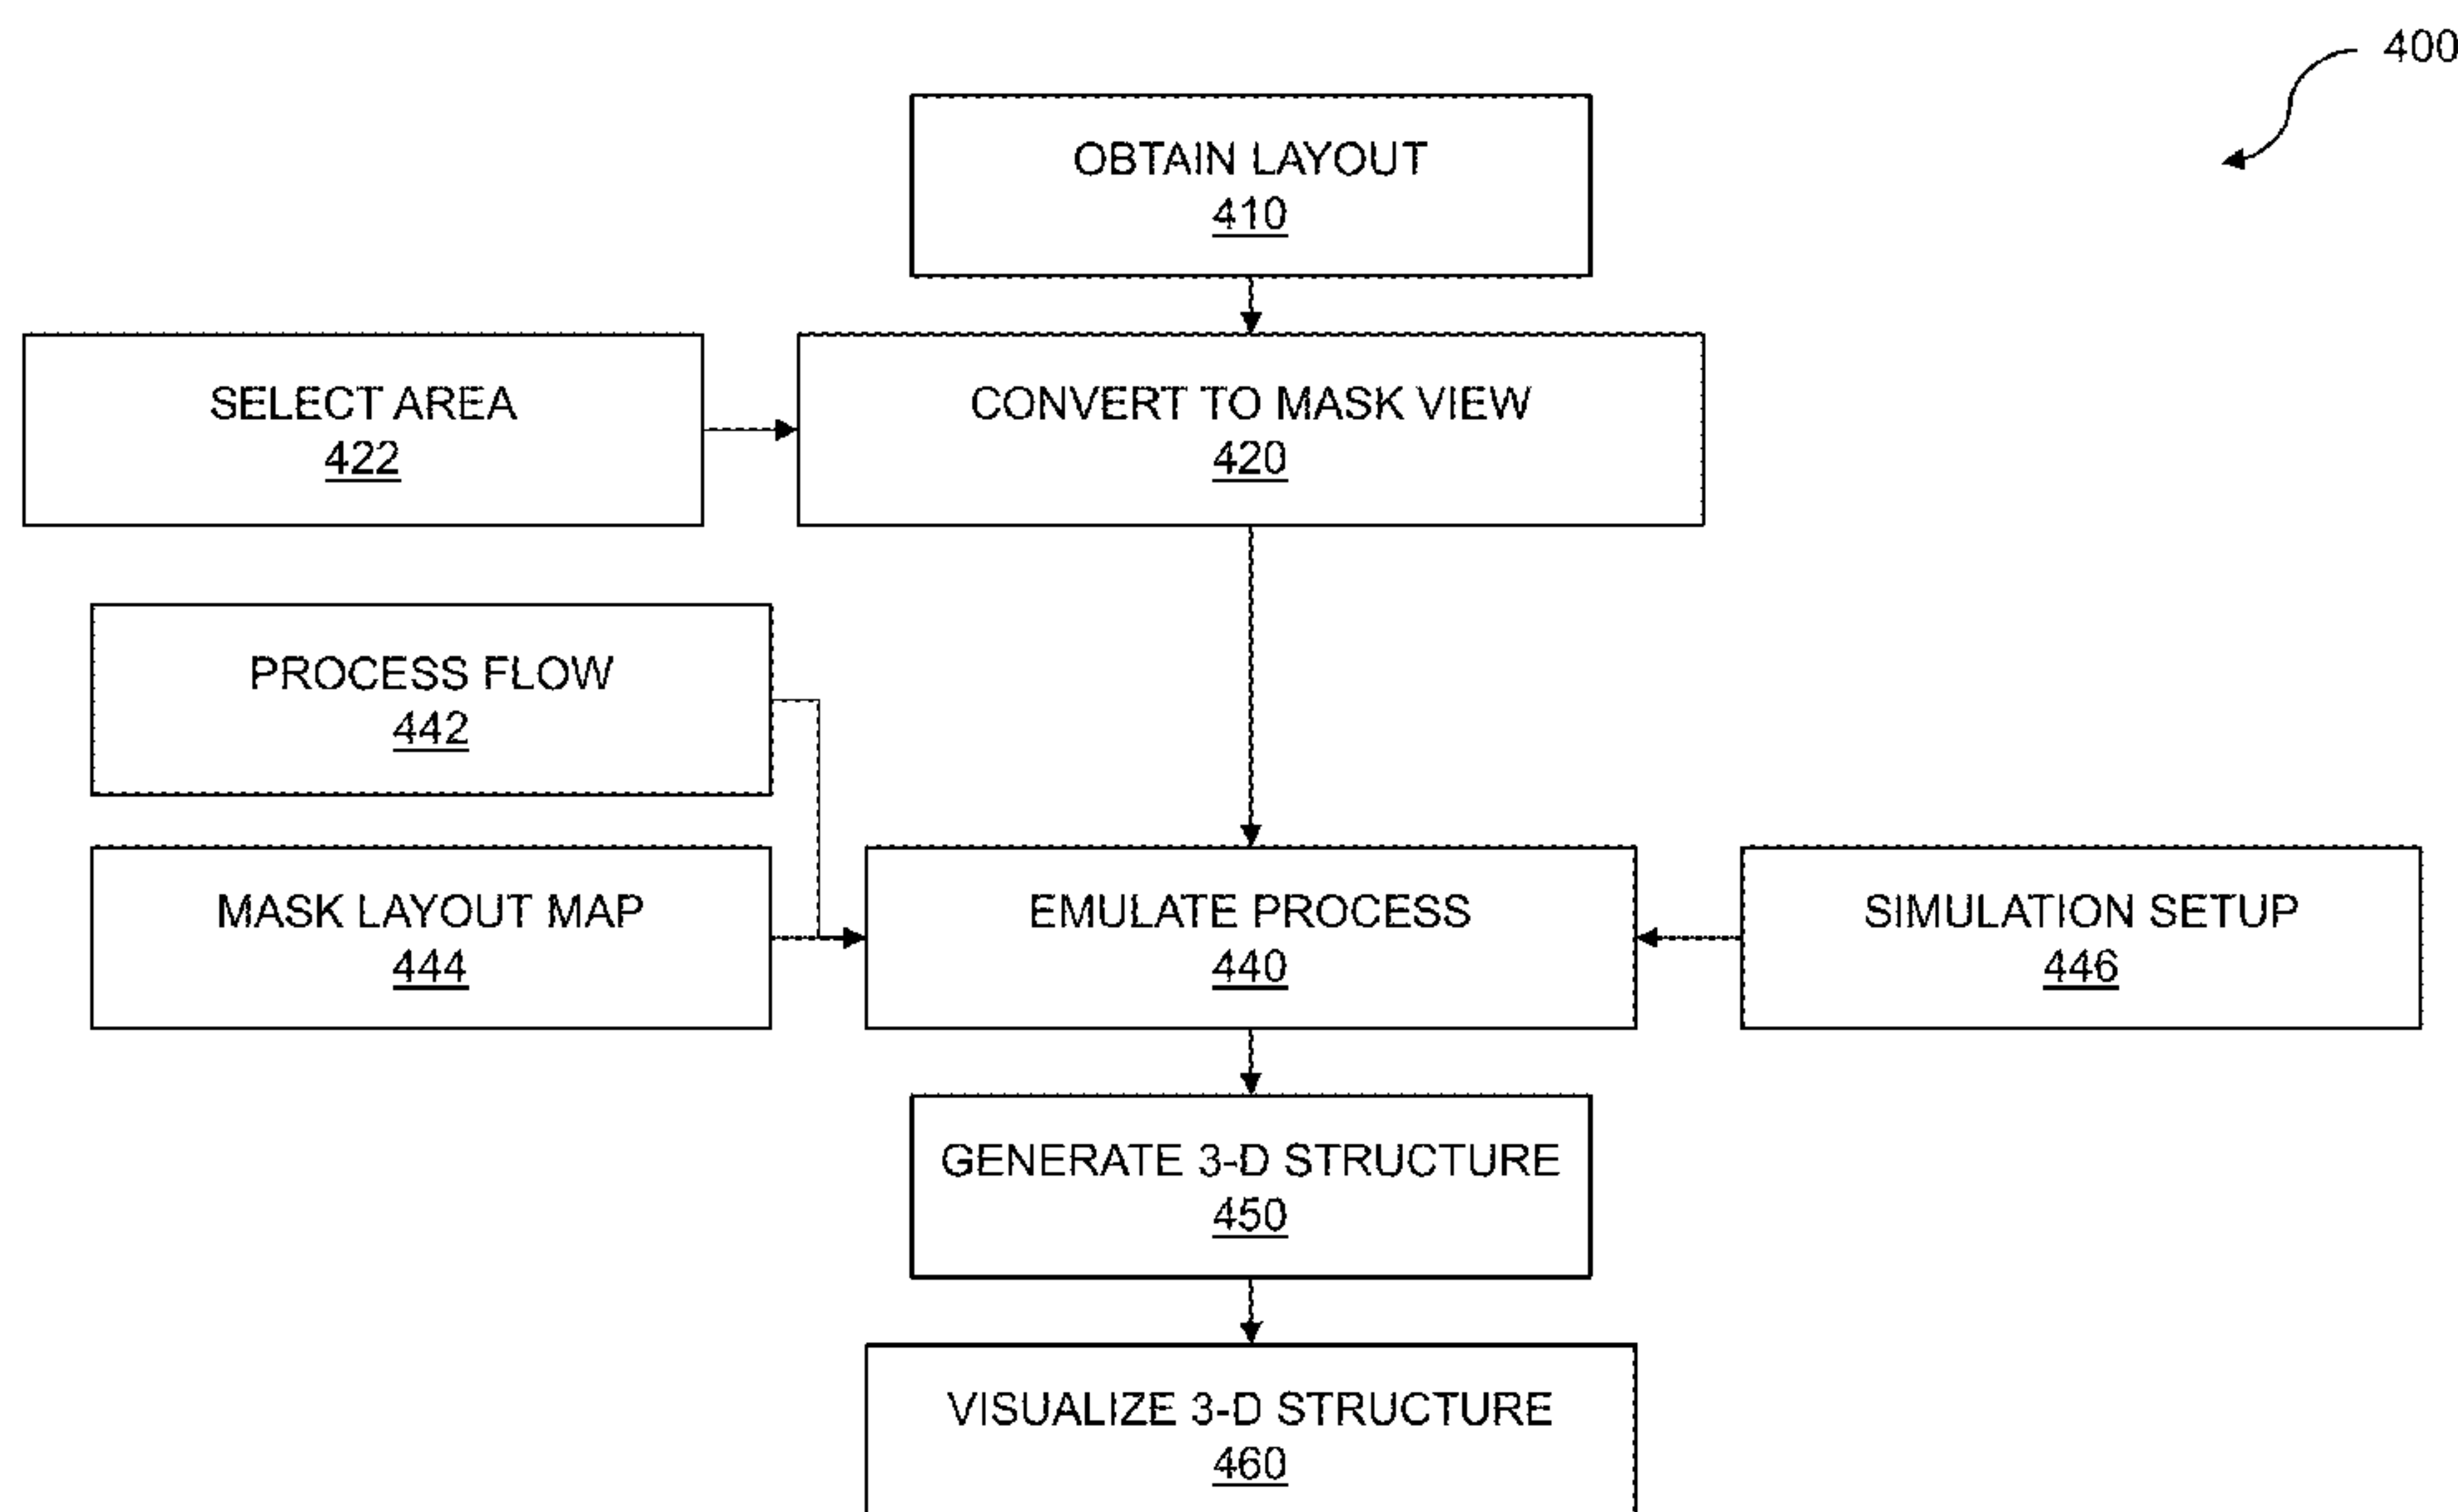 400
OBTAIN LAYOUT
410
SELECT AREA
422
CONVERT TO MASK VIEW
420
PROCESS FLOW
442
MASK LAYOUT MAP
444
EMULATE PROCESS
440
SIMULATION SETUP
446
GENERATE 3-D STRUCTURE
450
VISUALIZE 3-D STRUCTURE
460